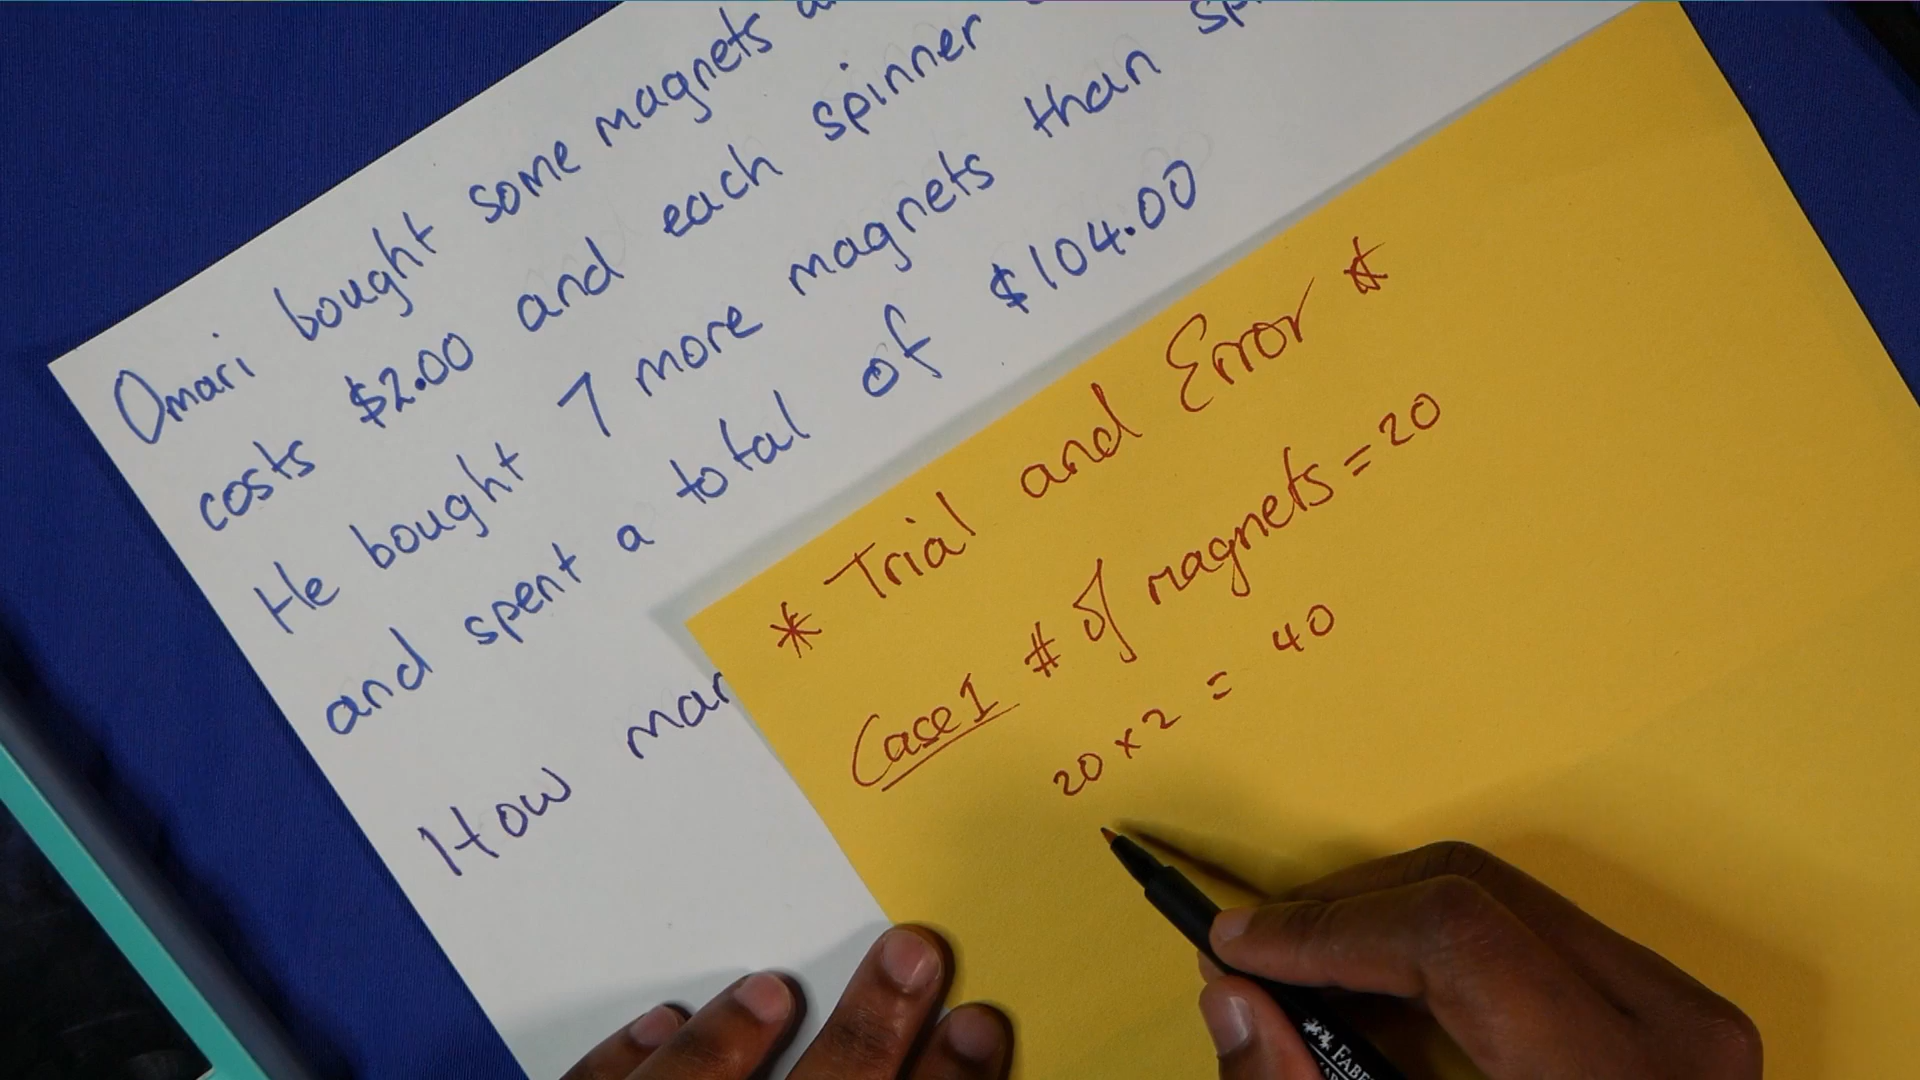 Omari bought some magnets
costs $2.00 and each spinner
He bought 7 more magnets than
and spent a total of $104.00
How
* Trial and Error *
Case 1 # of magnets = 20
20 x 2 = 40